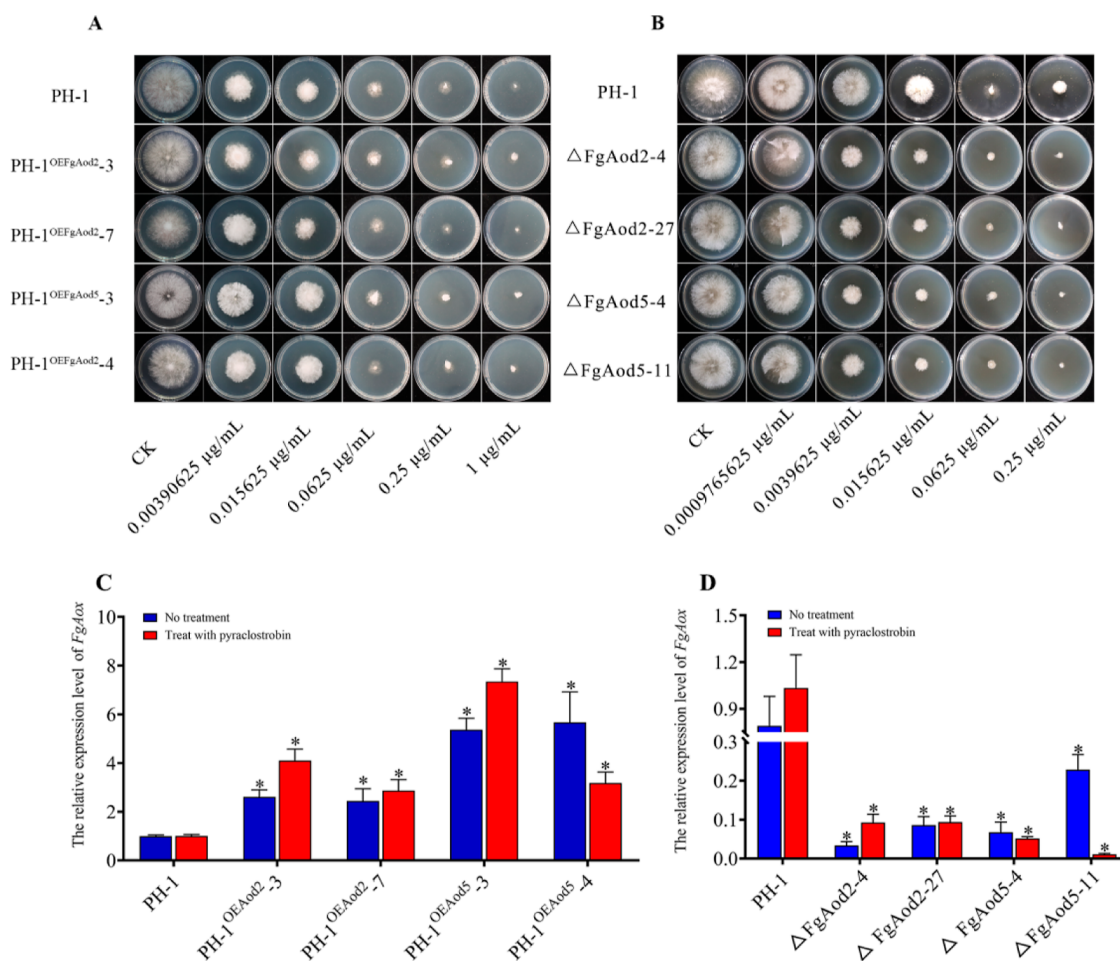 A
PH-1
PH-1OEFgAod2-3
PH-1OEFgAod2-7
PH-1OEFgAod5-3
PH-1OEFgAod2-4
CK
0.00390625 μg/mL
0.015625 μg/mL
0.0625 μg/mL
0.25 μg/mL
1 μg/mL
B
PH-1
△FgAod2-4
△FgAod2-27
△FgAod5-4
△FgAod5-11
CK
0.0009765625 μg/mL
0.0039625 μg/mL
0.015625 μg/mL
0.0625 μg/mL
0.25 μg/mL
C
The relative expression level of FgAox
10
8
6
4
2
0
No treatment
Treat with pyraclostrobin
* * * * * * * *
PH-1
PH-1OEAod2-3
PH-1OEAod2-7
PH-1OEAod5-3
PH-1OEAod5-4
D
The relative expression level of FgAox
1.5
1.2
0.9
0.3
0.2
0.1
0.0
No treatment
Treat with pyraclostrobin
* * * * * * * *
PH-1
△FgAod2-4
△FgAod2-27
△FgAod5-4
△FgAod5-11